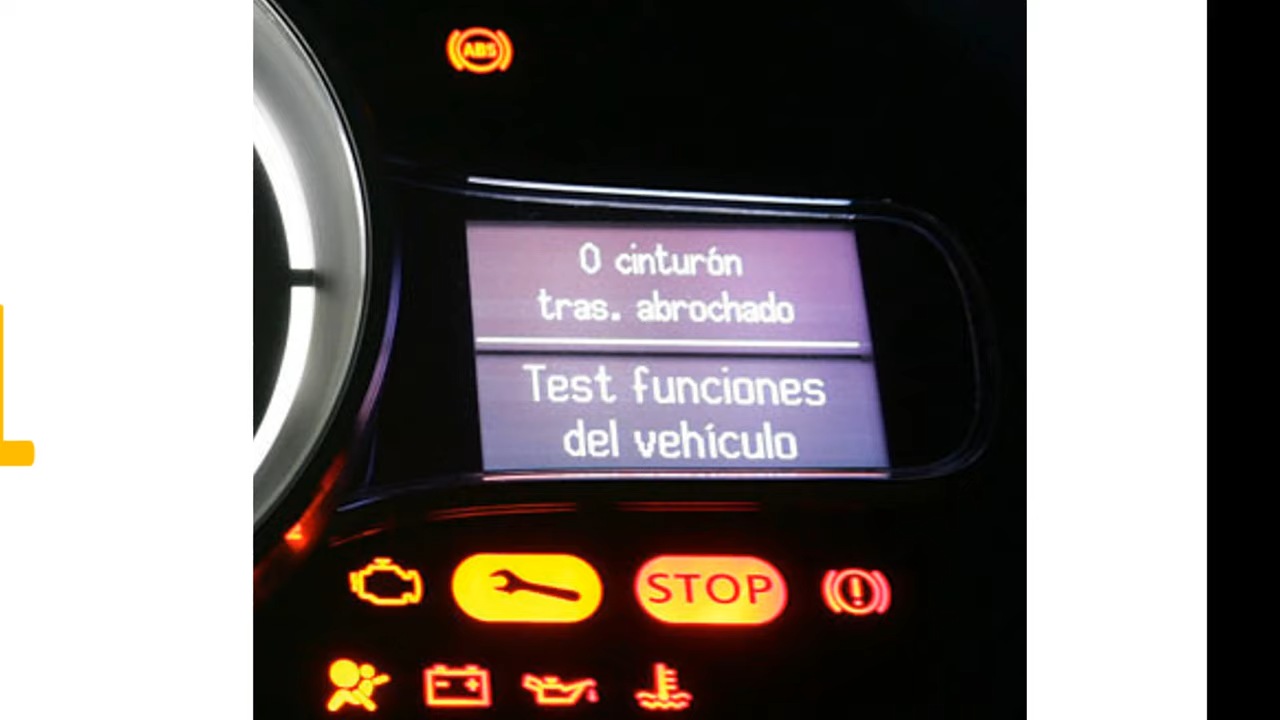 ABS
0 cinturón
tras. abrochado
Test funciones
del vehículo
STOP